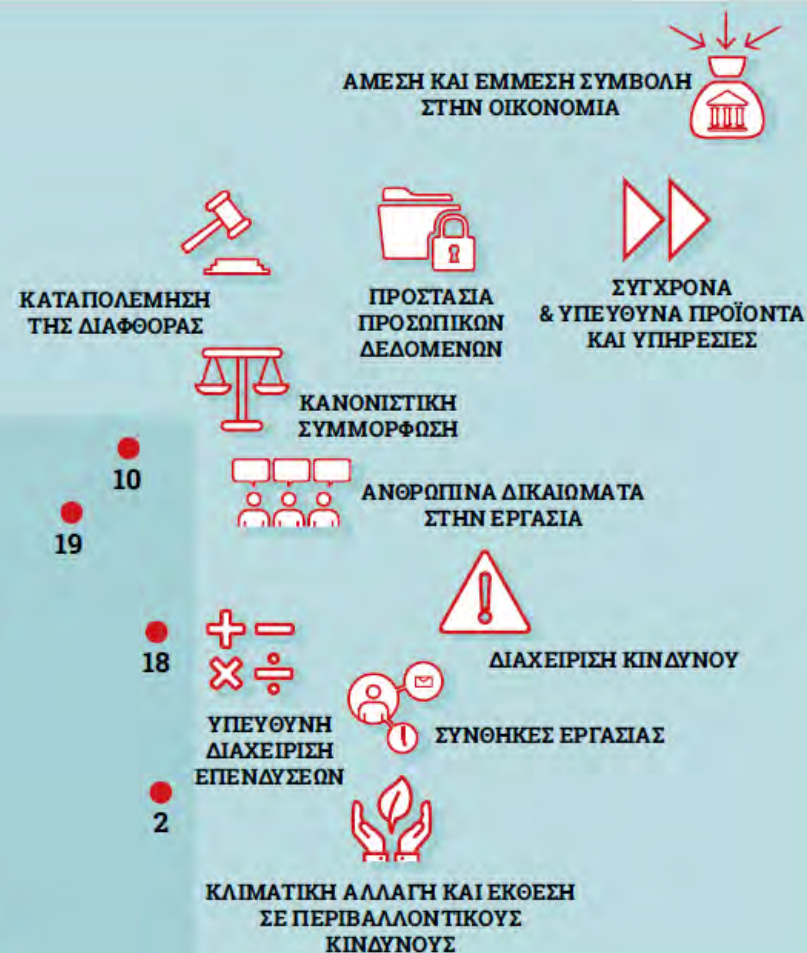 ΑΜΕΣΗ ΚΑΙ ΕΜΜΕΣΗ ΣΥΜΒΟΛΗ
ΣΤΗΝ ΟΙΚΟΝΟΜΙΑ
ΚΑΤΑΠΟΛΕΜΗΣΗ
ΤΗΣ ΔΙΑΦΘΟΡΑΣ
ΠΡΟΣΤΑΣΙΑ
ΠΡΟΣΩΠΙΚΩΝ
ΔΕΔΟΜΕΝΩΝ
ΣΥΓΧΡΟΝΑ
& ΥΠΕΥΘΥΝΑ ΠΡΟΪΟΝΤΑ
ΚΑΙ ΥΠΗΡΕΣΙΕΣ
ΚΑΝΟΝΙΣΤΙΚΗ
ΣΥΜΜΟΡΦΩΣΗ
10
ΑΝΘΡΩΠΙΝΑ ΔΙΚΑΙΩΜΑΤΑ
ΣΤΗΝ ΕΡΓΑΣΙΑ
19
18
ΔΙΑΧΕΙΡΙΣΗ ΚΙΝΔΥΝΟΥ
ΥΠΕΥΘΥΝΗ
ΔΙΑΧΕΙΡΙΣΗ
ΕΠΕΝΔΥΣΕΩΝ
ΣΥΝΘΗΚΕΣ ΕΡΓΑΣΙΑΣ
2
ΚΛΙΜΑΤΙΚΗ ΑΛΛΑΓΗ ΚΑΙ ΕΚΘΕΣΗ
ΣΕ ΠΕΡΙΒΑΛΛΟΝΤΙΚΟΥΣ
ΚΙΝΔΥΝΟΥΣ